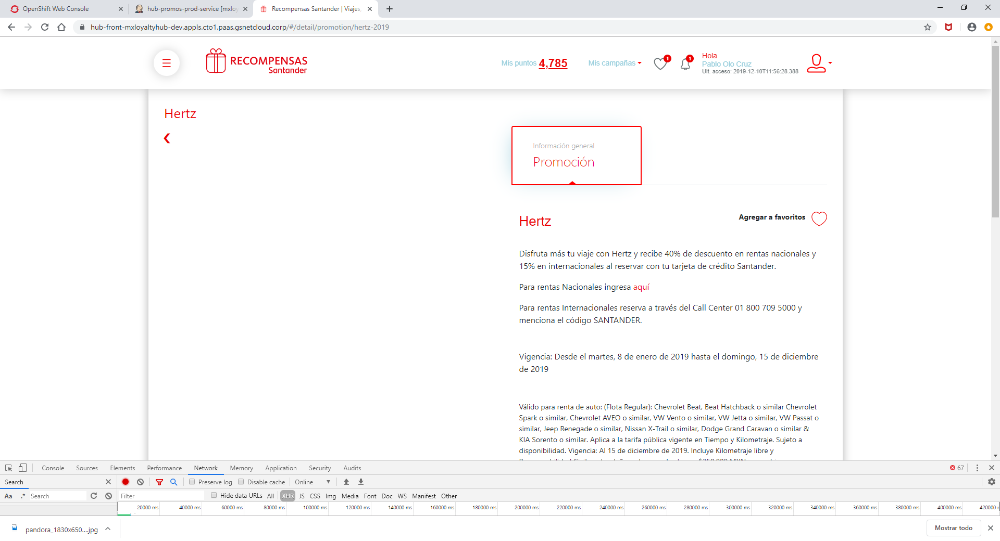 OpenShift Web Console
hub-promos-prod-service [mxloy
Recompensas Santander | Viajes,
hub-front-mxloyaltyhub-dev.appls.cto1.paas.gsnetcloud.corp/#/detail/promotion/hertz-2019
RECOMPENSAS
Santander
Mis puntos 4,785
Mis campañas
1
1
Hola
Pablo Olo Cruz
Ult. acceso: 2019-12-10T11:56:28.388
Hertz
Información general
Promoción
Hertz
Agregar a favoritos
Disfruta más tu viaje con Hertz y recibe 40% de descuento en rentas nacionales y
15% en internacionales al reservar con tu tarjeta de crédito Santander.
Para rentas Nacionales ingresa aquí
Para rentas Internacionales reserva a través del Call Center 01 800 709 5000 y
menciona el código SANTANDER.
Vigencia: Desde el martes, 8 de enero de 2019 hasta el domingo, 15 de diciembre
de 2019
Válido para renta de auto: (Flota Regular): Chevrolet Beat, Beat Hatchback o similar Chevrolet
Spark o similar, Chevrolet AVEO o similar, VW Vento o similar, VW Jetta o similar, VW Passat o
similar, Jeep Renegade o similar, Nissan X-Trail o similar, Dodge Grand Caravan o similar &
KIA Sorento o similar. Aplica a la tarifa pública vigente en Tiempo y Kilometraje. Sujeto a
disponibilidad. Vigencia: Al 15 de diciembre de 2019. Incluye Kilometraje libre y
Console Sources Elements Performance Network Memory Application Security Audits 67
Search
Preserve log Disable cache Online
Aa .* Search
Filter Hide data URLs All XHR JS CSS Img Media Font Doc WS Manifest Other
20000 ms 40000 ms 60000 ms 80000 ms 100000 ms 120000 ms 140000 ms 160000 ms 180000 ms 200000 ms 220000 ms 240000 ms 260000 ms 280000 ms 300000 ms 320000 ms 340000 ms 360000 ms 380000 ms 400000 ms 420000
pandora_1830x650....jpg
Mostrar todo